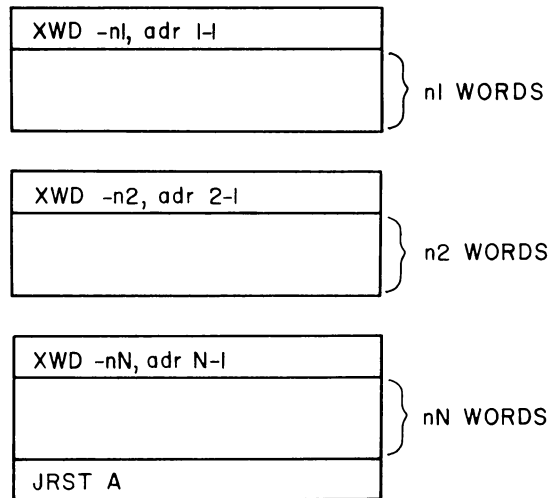 XWD -n1, adr 1-1
n1 WORDS
XWD -n2, adr 2-1
n2 WORDS
XWD -nN, adr N-1
nN WORDS
JRST A